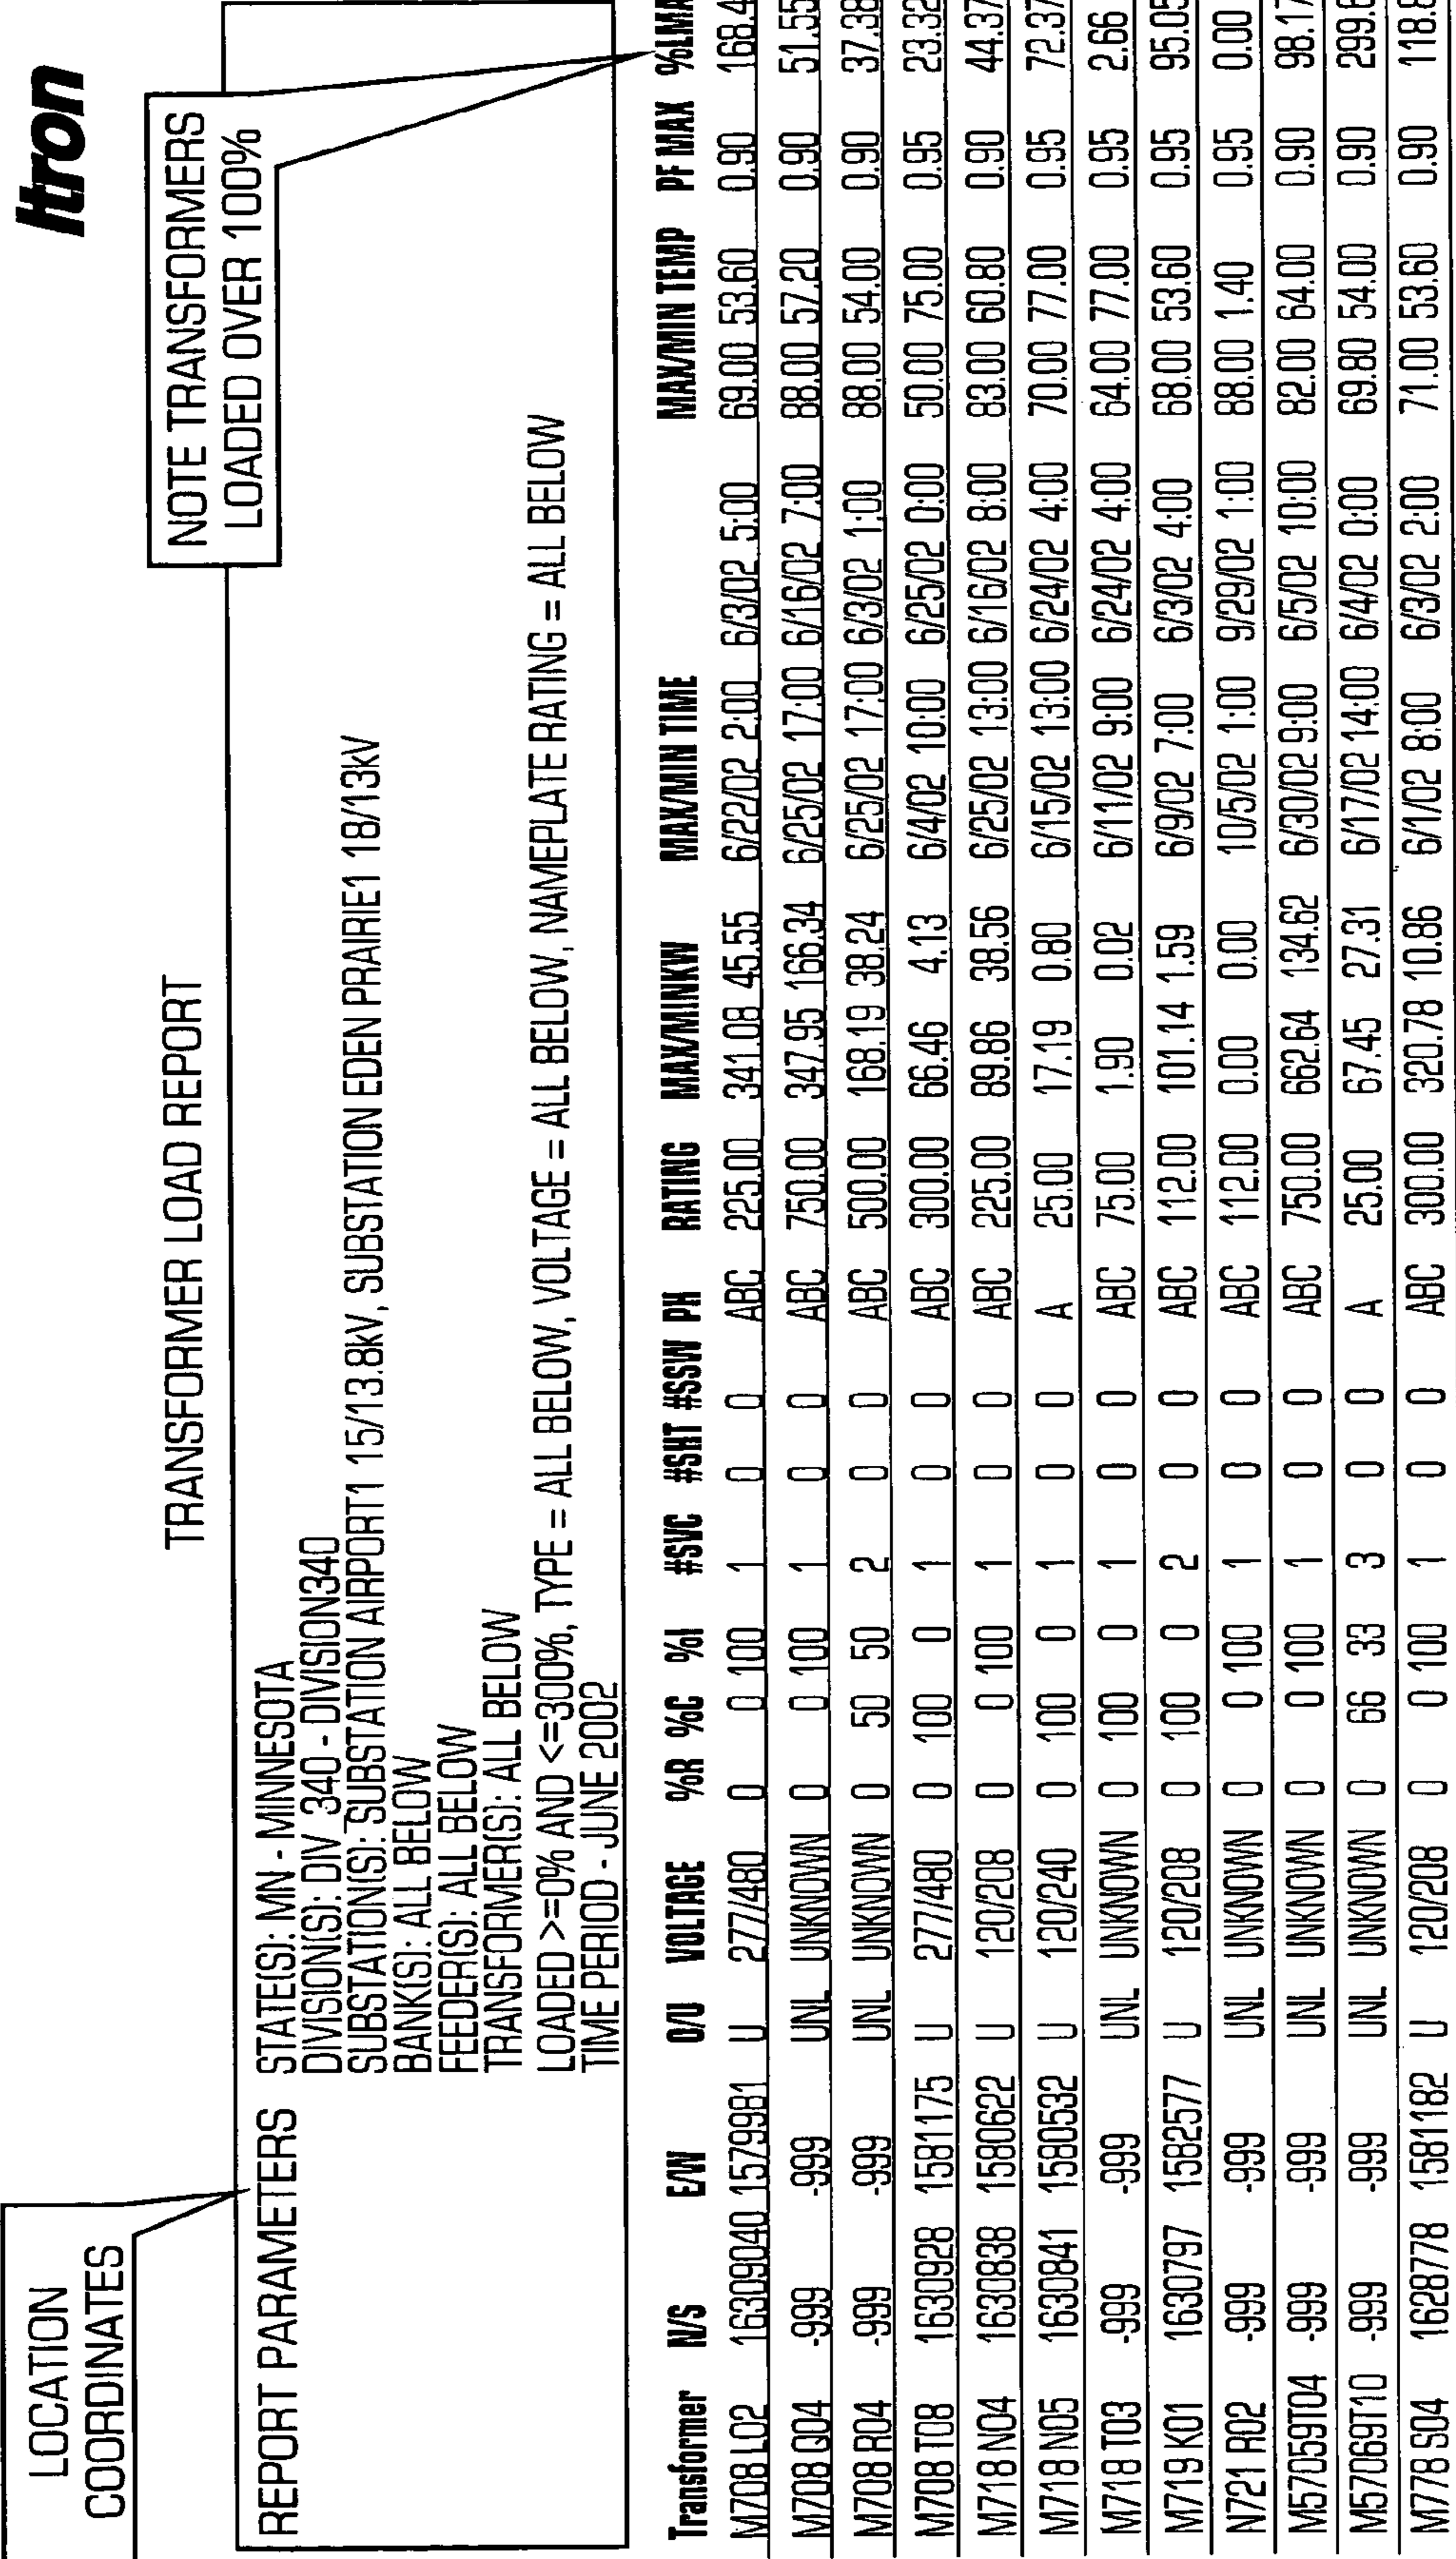 Itron
LOCATION
COORDINATES
NOTE TRANSFORMERS
LOADED OVER 100%
TRANSFORMER LOAD REPORT
REPORT PARAMETERS STATE(S): MN - MINNESOTA
DIVISION(S): DIV 340 - DIVISION340
SUBSTATION(S): SUBSTATION AIRPORT1 15/13.8kV, SUBSTATION EDEN PRAIRIE1 18/13kV
BANK(S): ALL BELOW
FEEDER(S): ALL BELOW
TRANSFORMER(S): ALL BELOW
LOADED >=0% AND <=300%, TYPE = ALL BELOW, VOLTAGE = ALL BELOW, NAMEPLATE RATING = ALL BELOW
TIME PERIOD - JUNE 2002
Transformer N/S E/W O/U VOLTAGE %R %C %I #SVC #SHT #SSW PH RATING MAX/MINKW MAX/MIN TIME MAX/MIN TEMP PF MAX
M708 L02 16309040 1579981 U 277/480 0 0 100 1 0 0 ABC 225.00 341.08 45.55 6/22/02 2:00 6/3/02 5:00 69.00 53.60 0.90 168.4
M708 Q04 -999 -999 UNL UNKNOWN 0 0 100 1 0 0 ABC 750.00 347.95 166.34 6/25/02 17:00 6/16/02 7:00 88.00 57.20 0.90 51.55
M708 R04 -999 -999 UNL UNKNOWN 0 50 50 2 0 0 ABC 500.00 168.19 38.24 6/25/02 17:00 6/3/02 1:00 88.00 54.00 0.90 37.38
M708 T08 1630928 1581175 U 277/480 0 100 0 1 0 0 ABC 300.00 66.46 4.13 6/4/02 10:00 6/25/02 0:00 50.00 75.00 0.95 23.32
M718 N04 1630838 1580622 U 120/208 0 0 100 1 0 0 ABC 225.00 89.86 38.56 6/25/02 13:00 6/16/02 8:00 83.00 60.80 0.90 44.37
M718 N05 1630841 1580532 U 120/240 0 100 0 1 0 0 A 25.00 17.19 0.80 6/15/02 13:00 6/24/02 4:00 70.00 77.00 0.95 72.37
M718 T03 -999 -999 UNL UNKNOWN 0 100 0 1 0 0 ABC 75.00 1.90 0.02 6/11/02 9:00 6/24/02 4:00 64.00 77.00 0.95 2.66
M719 K01 1630797 1582577 U 120/208 0 100 0 2 0 0 ABC 112.00 101.14 1.59 6/9/02 7:00 6/3/02 4:00 68.00 53.60 0.95 95.05
N721 R02 -999 -999 UNL UNKNOWN 0 0 100 1 0 0 ABC 112.00 0.00 0.00 10/5/02 1:00 9/29/02 1:00 88.00 1.40 0.95 0.00
M57059T04 -999 -999 UNL UNKNOWN 0 0 100 1 0 0 ABC 750.00 662.64 134.62 6/30/02 9:00 6/5/02 10:00 82.00 64.00 0.90 98.17
M57069T10 -999 -999 UNL UNKNOWN 0 66 33 3 0 0 A 25.00 67.45 27.31 6/17/02 14:00 6/4/02 0:00 69.80 54.00 0.90 299.6
M778 S04 1628778 1581182 U 120/208 0 0 100 1 0 0 ABC 300.00 320.78 10.86 6/1/02 8:00 6/3/02 2:00 71.00 53.60 0.90 118.8